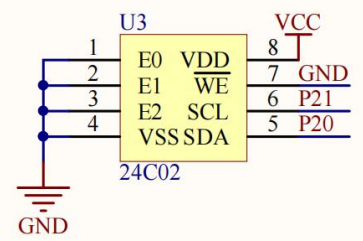 U3
VCC
1 E0 VDD 8
2 E1 WE 7 GND
3 E2 SCL 6 P21
4 VSS SDA 5 P20
24C02
GND